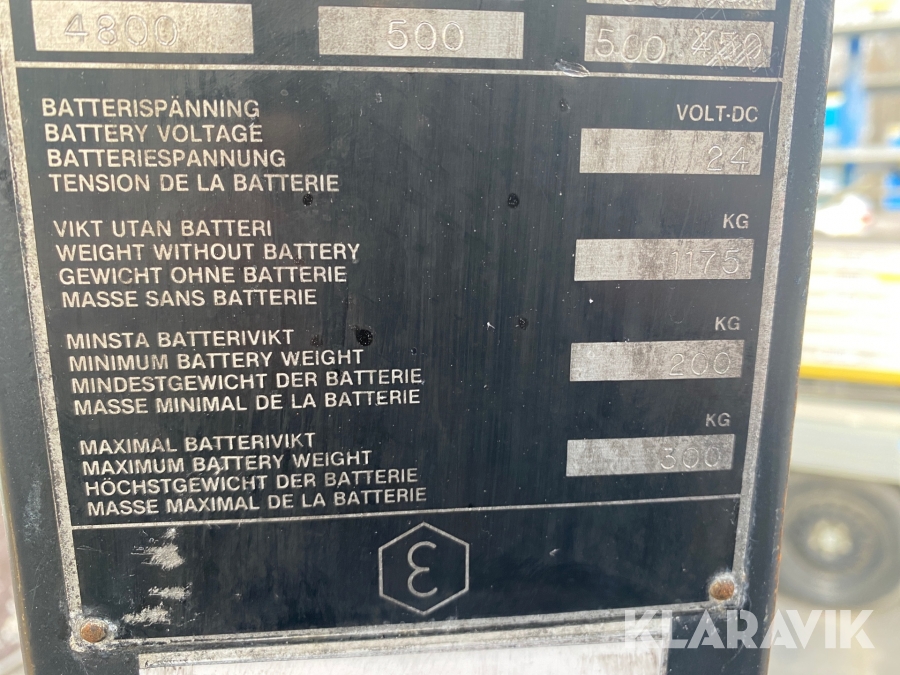 4800 500 500
BATTERISPÄNNING VOLT-DC
BATTERY VOLTAGE 24
BATTERIESPANNUNG
TENSION DE LA BATTERIE
VIKT UTAN BATTERI KG
WEIGHT WITHOUT BATTERY 1175
GEWICHT OHNE BATTERIE
MASSE SANS BATTERIE
MINSTA BATTERIVIKT KG
MINIMUM BATTERY WEIGHT 200
MINDESTGEWICHT DER BATTERIE
MASSE MINIMAL DE LA BATTERIE
MAXIMAL BATTERIVIKT KG
MAXIMUM BATTERY WEIGHT 300
HÖCHSTGEWICHT DER BATTERIE
MASSE MAXIMAL DE LA BATTERIE
KLARAVIK